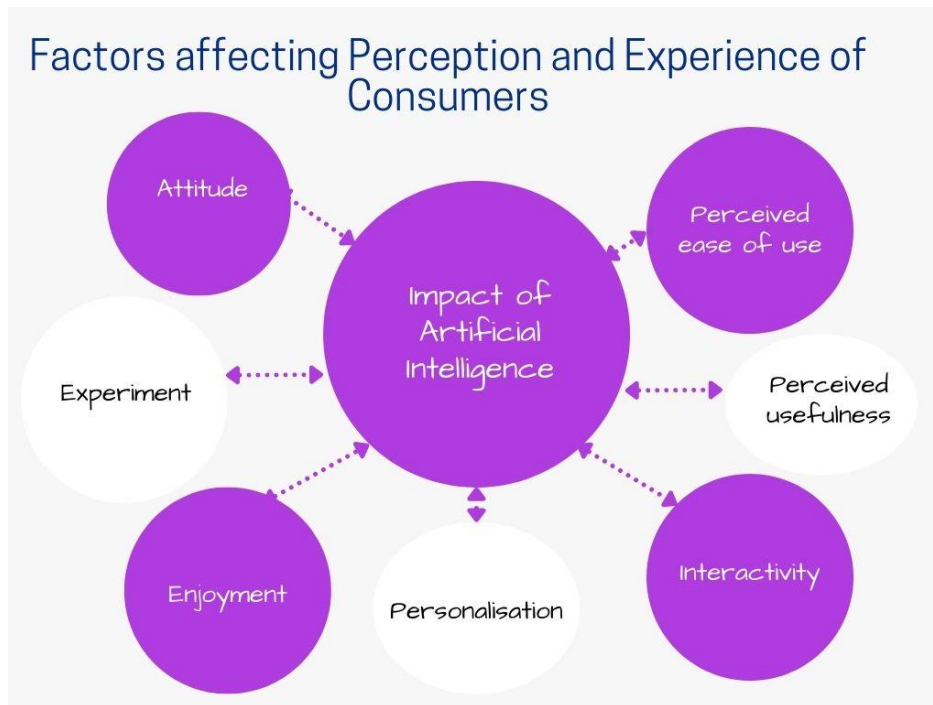 Factors affecting Perception and Experience of
Consumers
Attitude
Perceived
ease of use
Impact of
Artificial
Intelligence
Experiment
Perceived
usefulness
Enjoyment
Personalisation
Interactivity